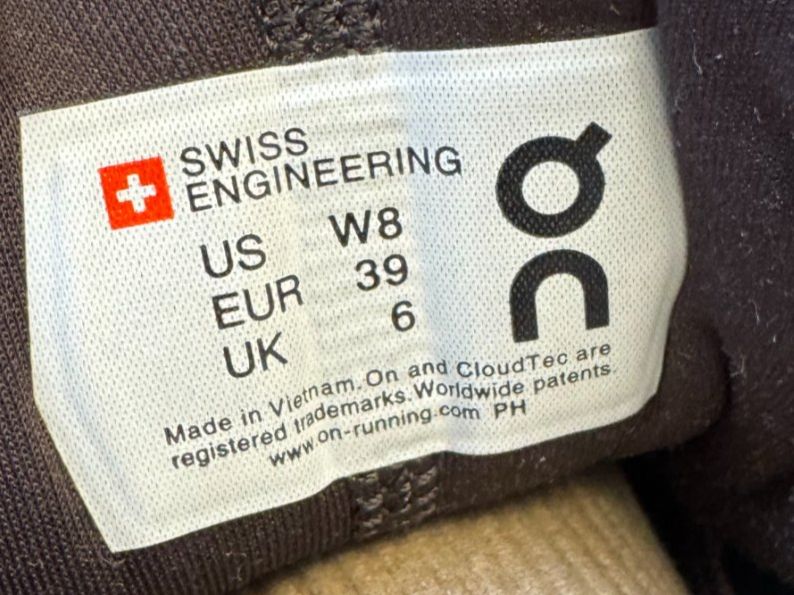 SWISS
ENGINEERING
US W8
EUR 39
UK 6
On
Made in Vietnam. On and CloudTec are
registered trademarks. Worldwide patents.
www.on-running.com PH